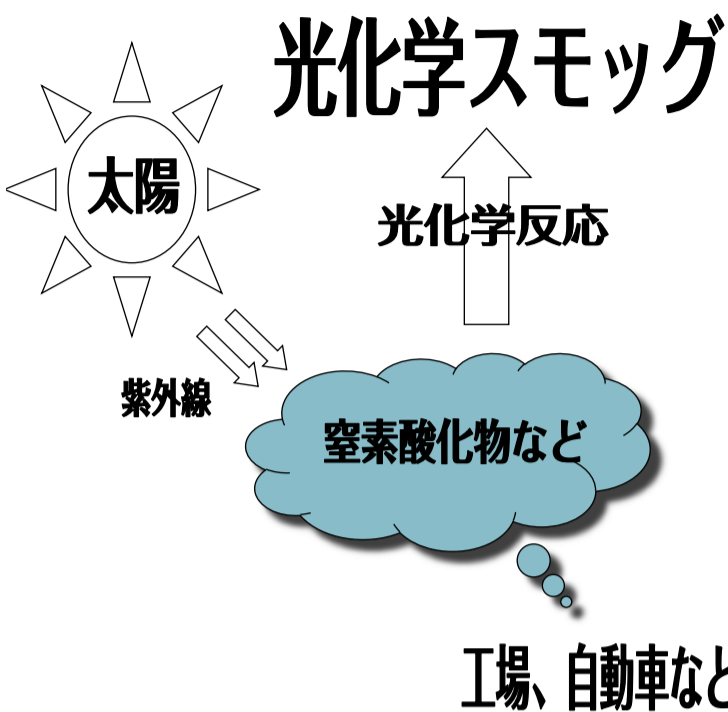 光化学スモッグ
太陽
光化学反応
紫外線
窒素酸化物など
工場、自動車など